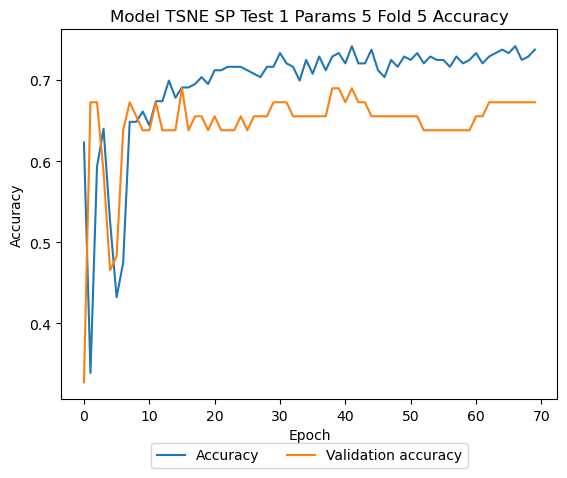 Model TSNE SP Test 1 Params 5 Fold 5 Accuracy
Accuracy
0.7
0.6
0.5
0.4
0 10 20 30 40 50 60 70
Epoch
Accuracy Validation accuracy